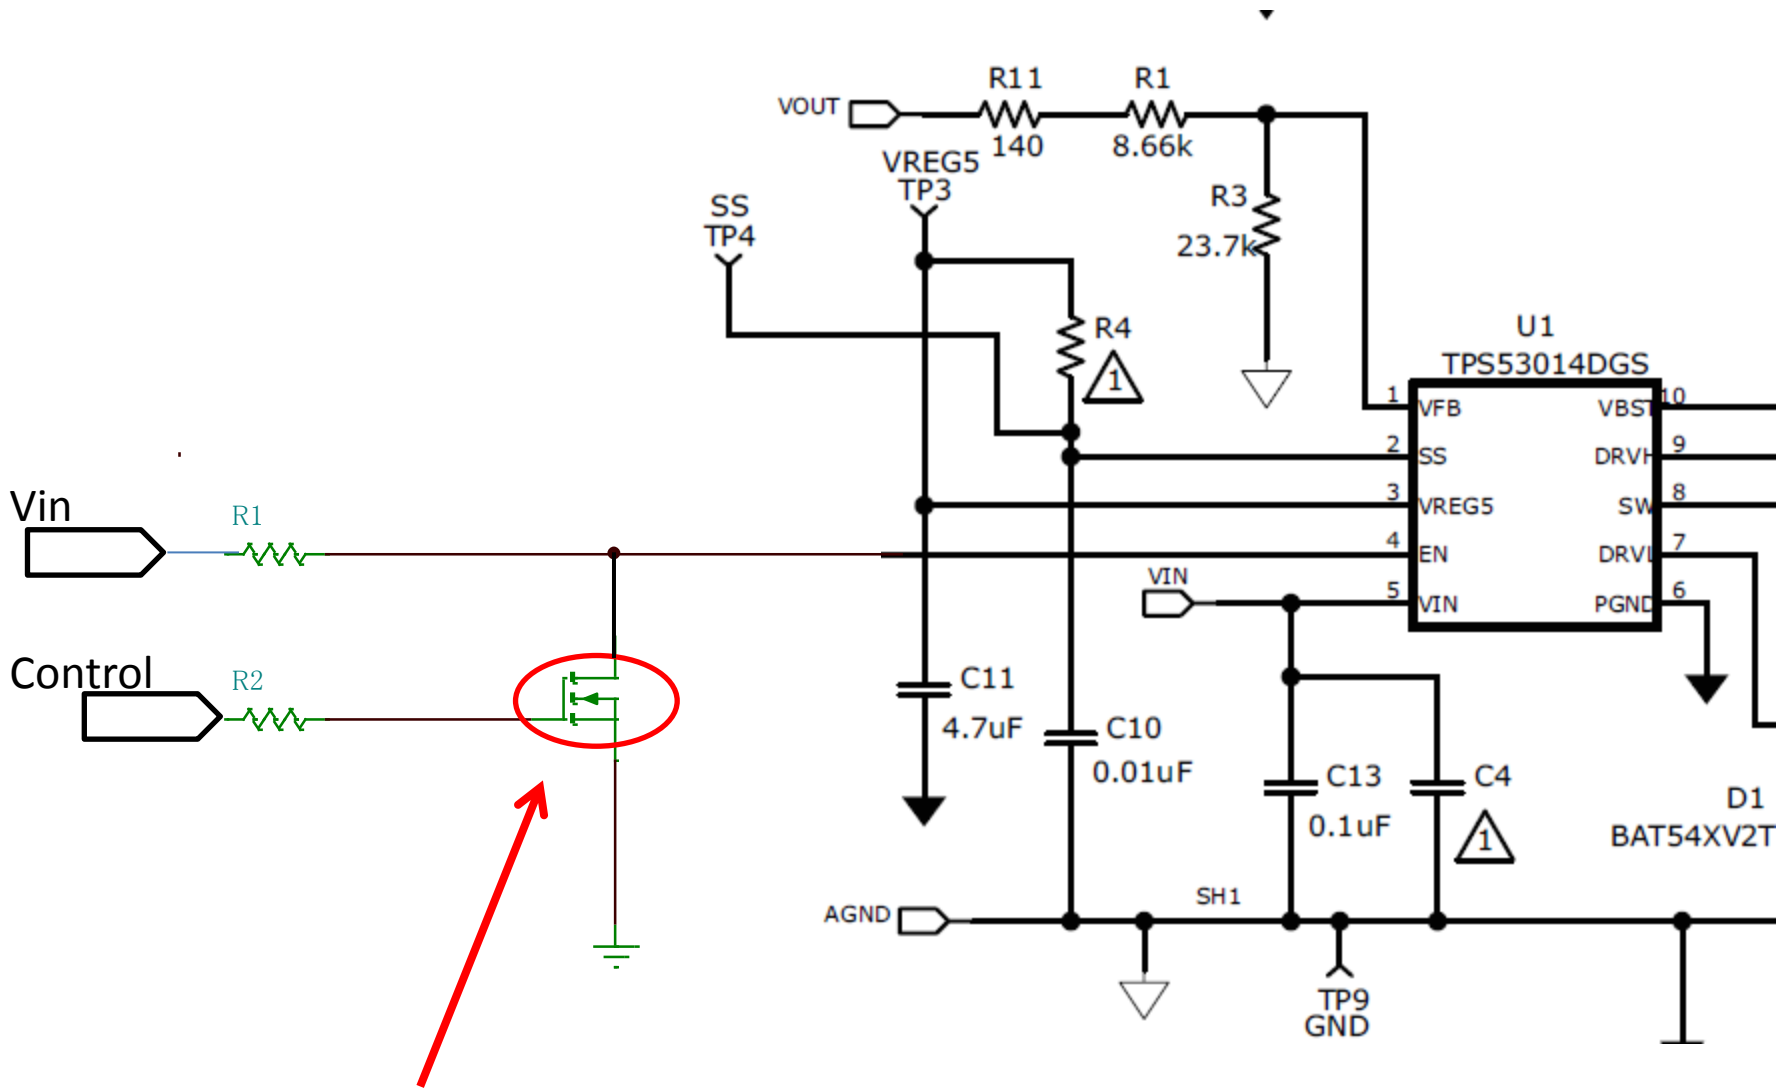 R11
R1
VOUT
140
8.66k
VREG5
TP3
SS
TP4
R3
23.7k
R4
1
U1
TPS53014DGS
1
VFB
VBST
10
2
SS
DRVH
9
3
VREG5
SW
8
4
EN
DRVL
7
5
VIN
PGND
6
Vin
R1
VIN
Control
R2
C11
4.7uF
C10
0.01uF
C13
0.1uF
C4
1
D1
BAT54XV2T
AGND
SH1
TP9
GND